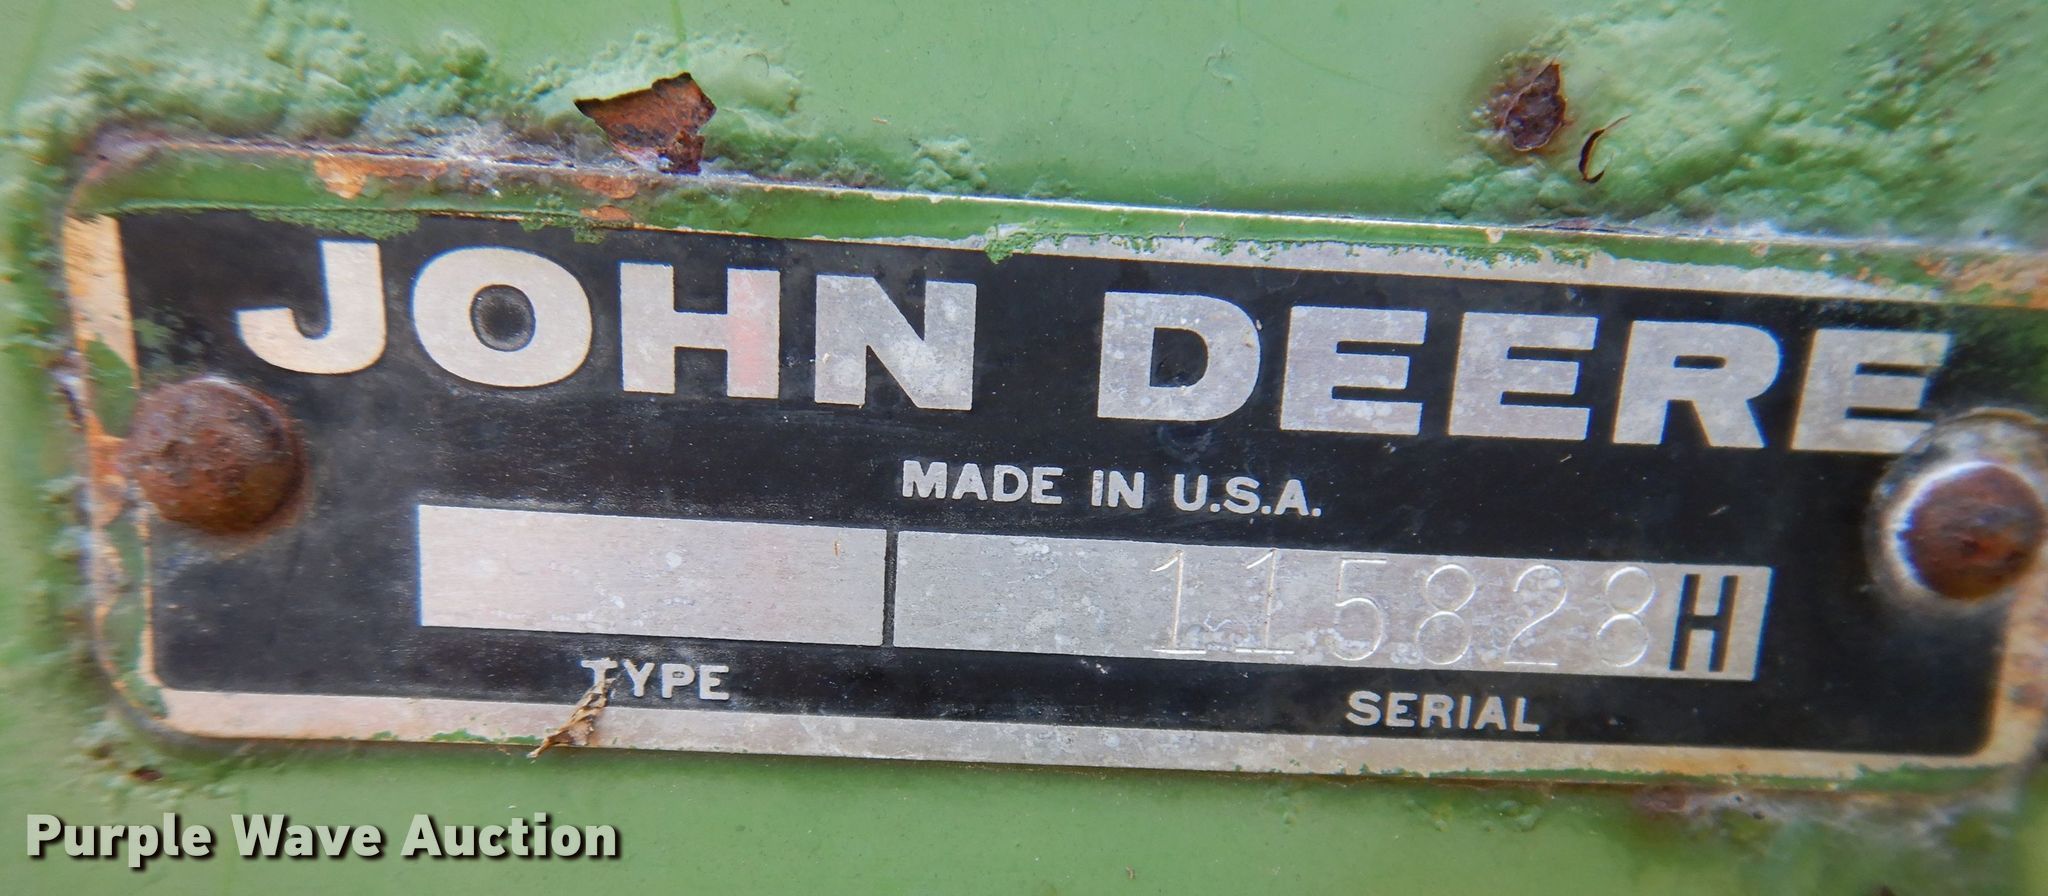 JOHN DEERE
MADE IN U.S.A.
115828H
TYPE SERIAL
Purple Wave Auction